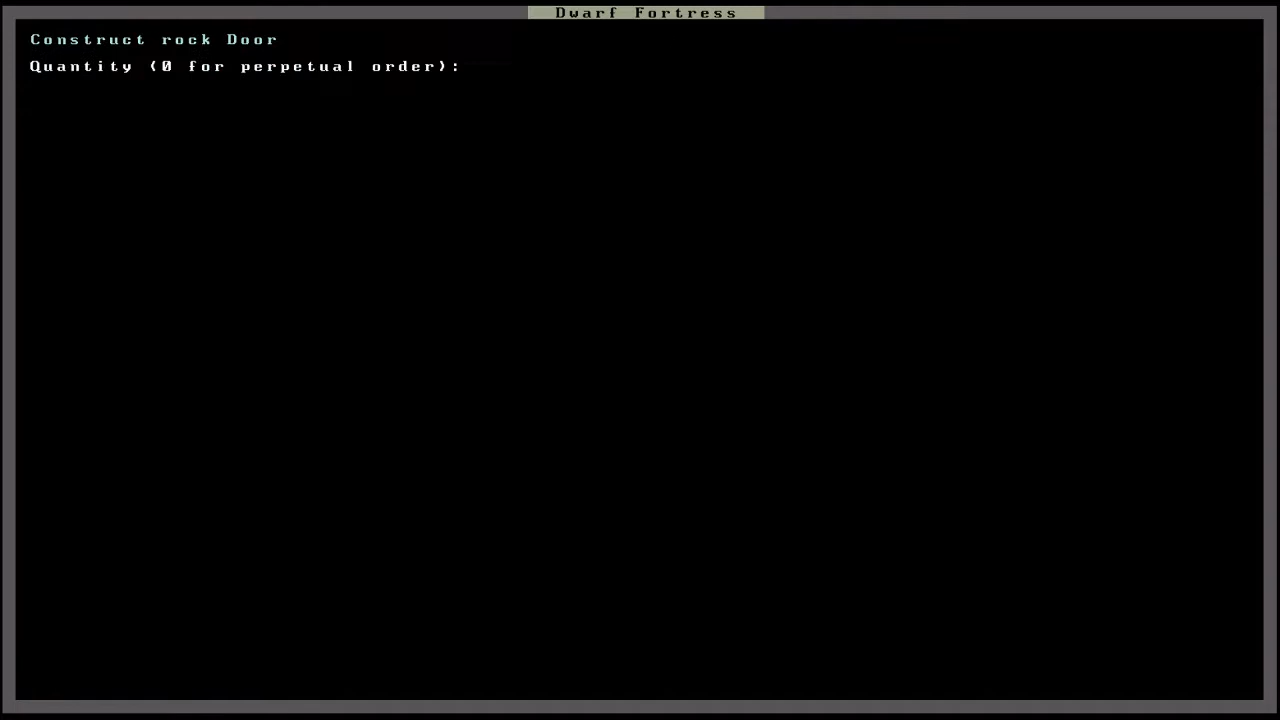 Dwarf Fortress
Construct rock Door
Quantity (0 for perpetual order):